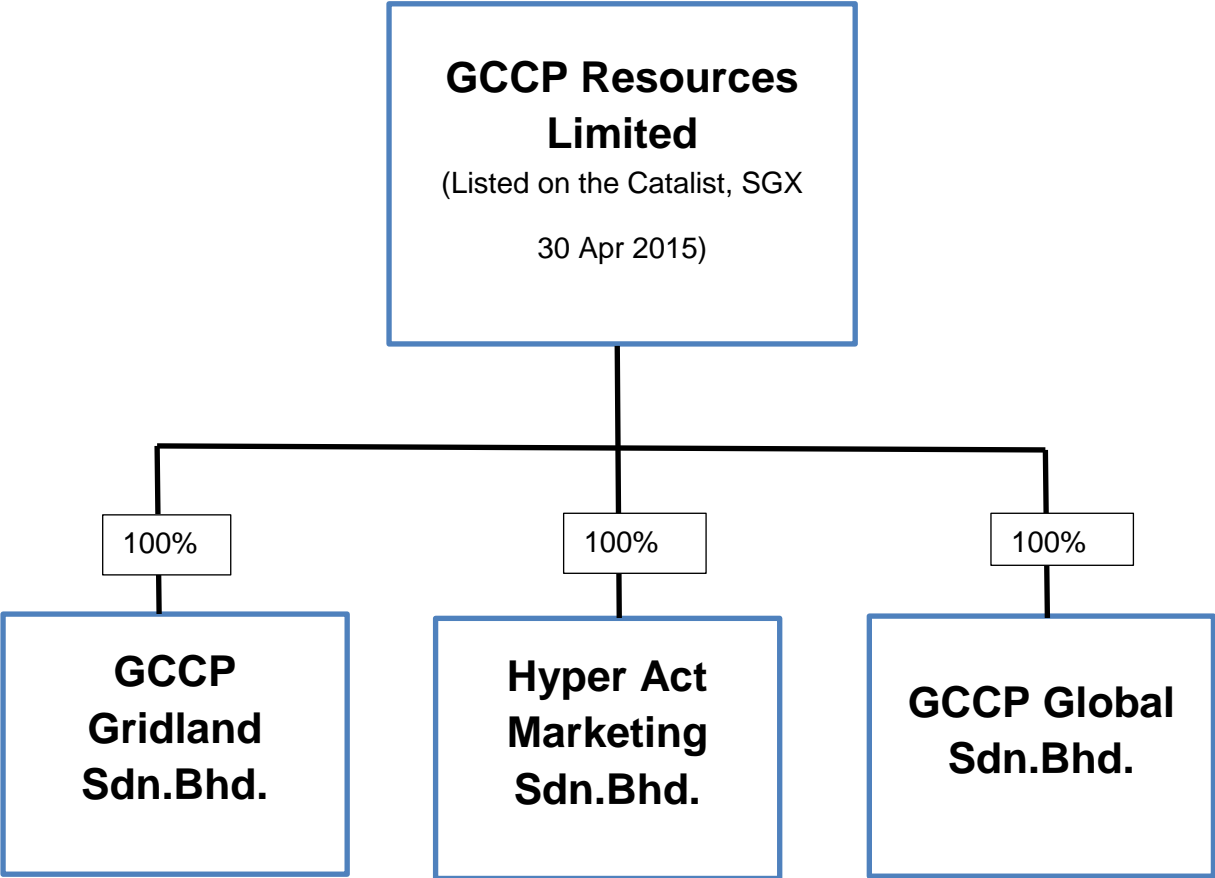 GCCP Resources
Limited
(Listed on the Catalist, SGX
30 Apr 2015)
100%
100%
100%
GCCP
Gridland
Sdn.Bhd.
Hyper Act
Marketing
Sdn.Bhd.
GCCP Global
Sdn.Bhd.